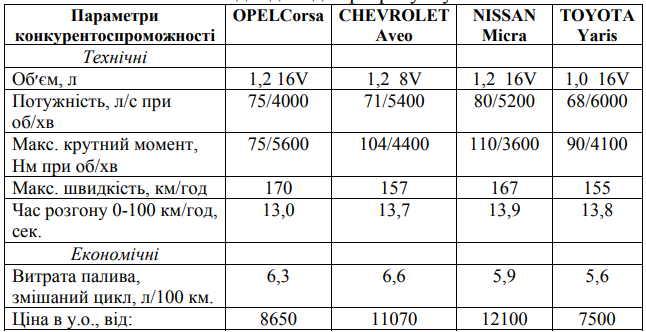 Параметри конкурентоспроможності OPELCorsa CHEVROLET Aveo NISSAN Micra TOYOTA Yaris
Технічні
Об'єм, л 1,2 16V 1,2 8V 1,2 16V 1,0 16V
Потужність, л/с при об/хв 75/4000 71/5400 80/5200 68/6000
Макс. крутний момент, Нм при об/хв 75/5600 104/4400 110/3600 90/4100
Макс. швидкість, км/год 170 157 167 155
Час розгону 0-100 км/год, сек. 13,0 13,7 13,9 13,8
Економічні
Витрата палива, змішаний цикл, л/100 км. 6,3 6,6 5,9 5,6
Ціна в у.о., від: 8650 11070 12100 7500